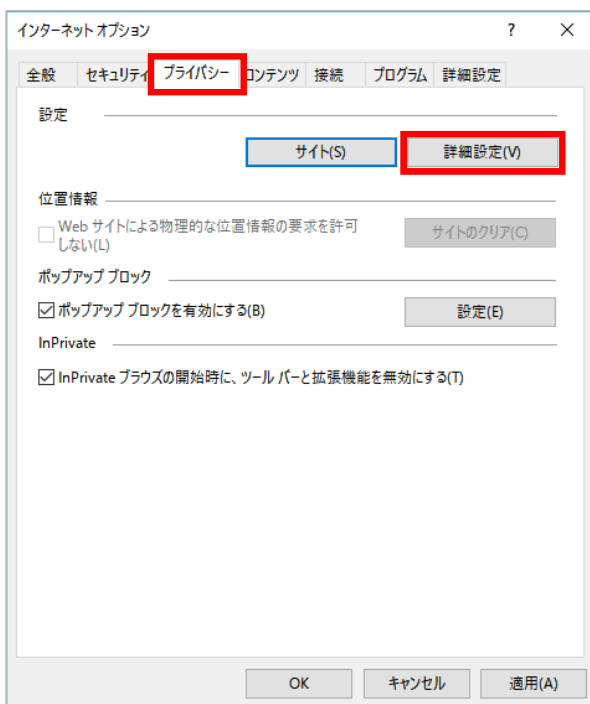 インターネット オプション ? ×
全般 セキュリティ プライバシー コンテンツ 接続 プログラム 詳細設定
設定
サイト(S) 詳細設定(V)
位置情報
Web サイトによる物理的な位置情報の要求を許可
しない(L)
サイトのクリア(C)
ポップアップ ブロック
ポップアップ ブロックを有効にする(B) 設定(E)
InPrivate
InPrivate ブラウズの開始時に、ツール バーと拡張機能を無効にする(T)
OK キャンセル 適用(A)